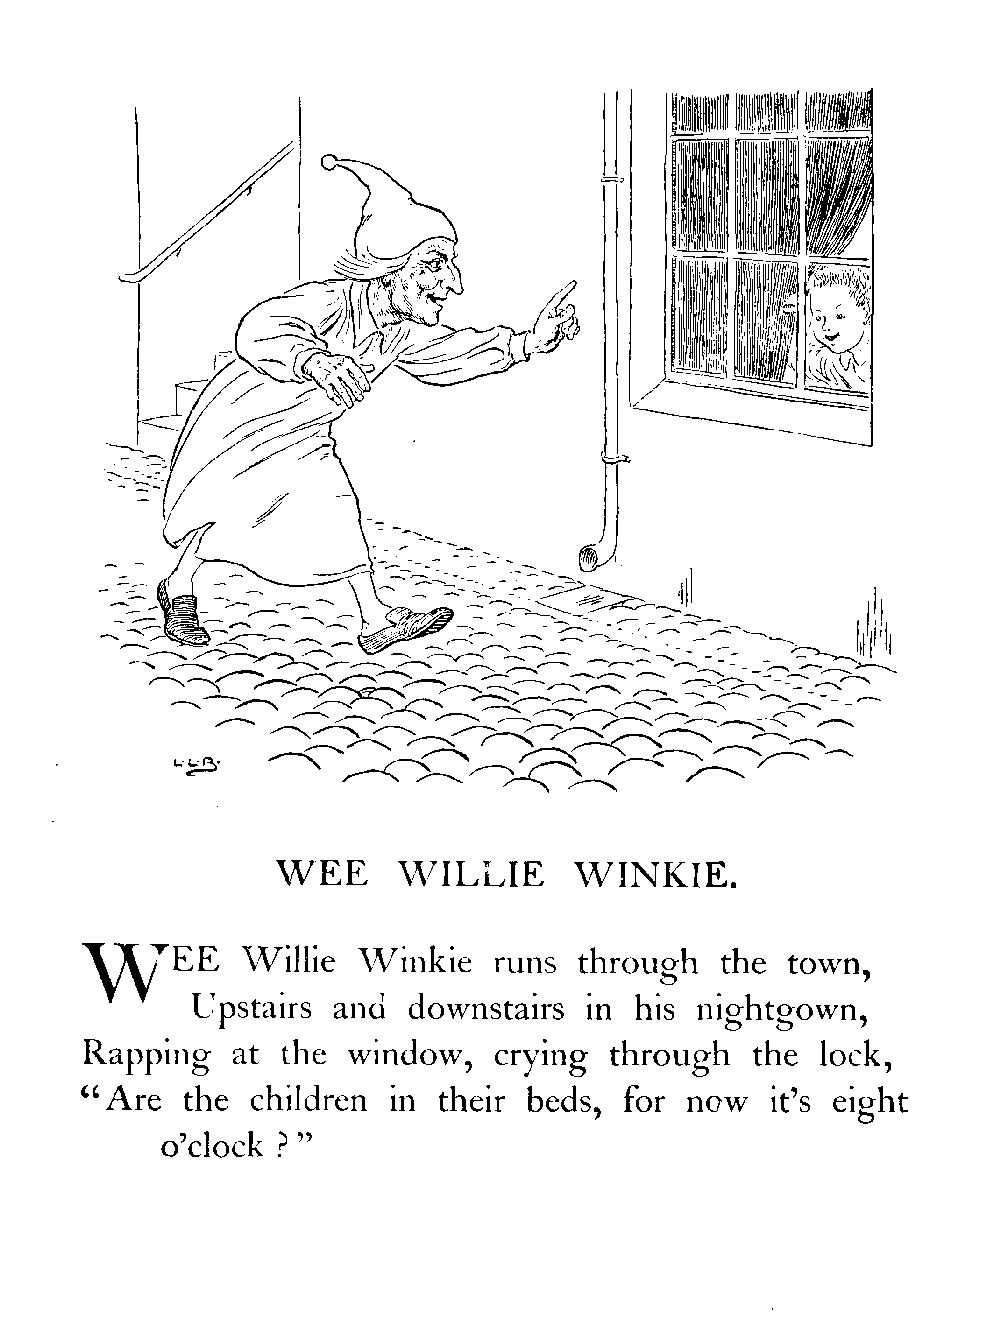 L.L.B.
WEE WILLIE WINKIE.
WEE Willie Winkie runs through the town,
Upstairs and downstairs in his nightgown,
Rapping at the window, crying through the lock,
“Are the children in their beds, for now it’s eight
o’clock ?”